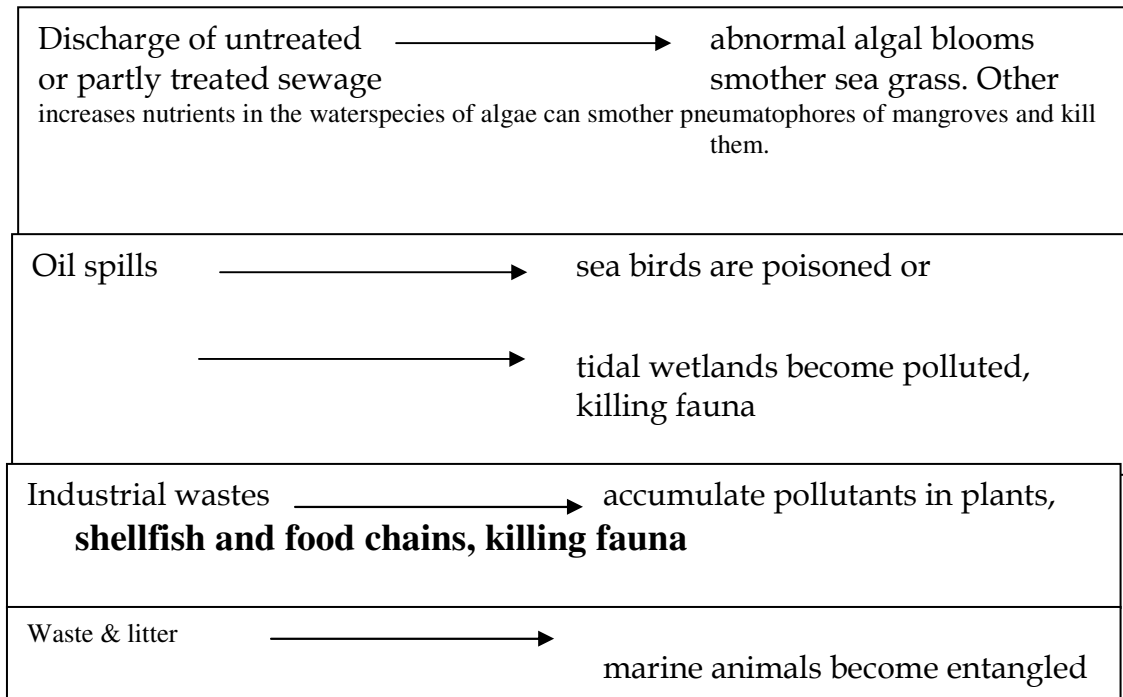 Discharge of untreated abnormal algal blooms
or partly treated sewage smother sea grass. Other
increases nutrients in the waterspecies of algae can smother pneumatophores of mangroves and kill
them.
Oil spills sea birds are poisoned or
tidal wetlands become polluted,
killing fauna
Industrial wastes accumulate pollutants in plants,
shellfish and food chains, killing fauna
Waste & litter
marine animals become entangled